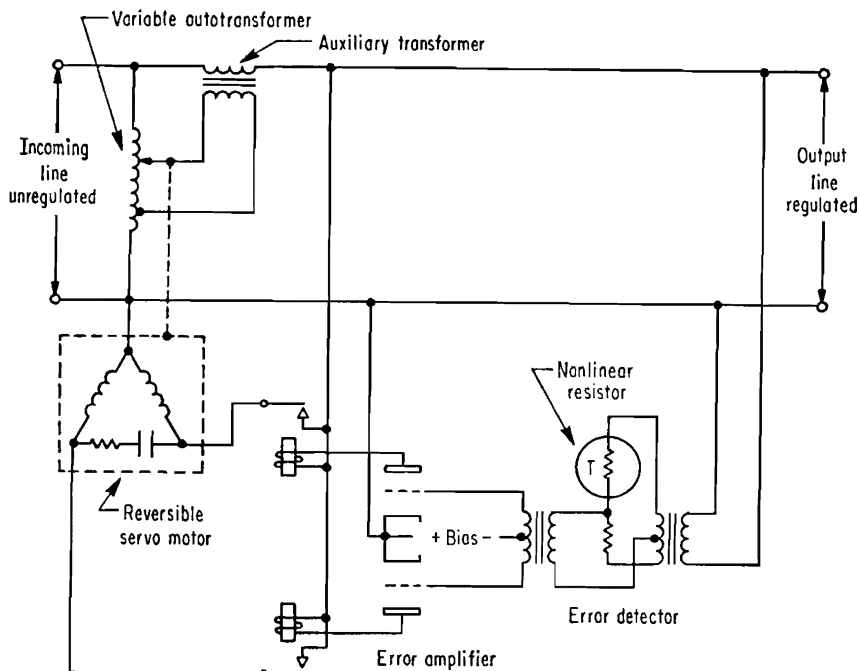 Variable autotransformer
Auxiliary transformer
Incoming
line
unregulated
Output
line
regulated
Nonlinear
resistor
T
Reversible
servo motor
+ Bias -
Error detector
Error amplifier